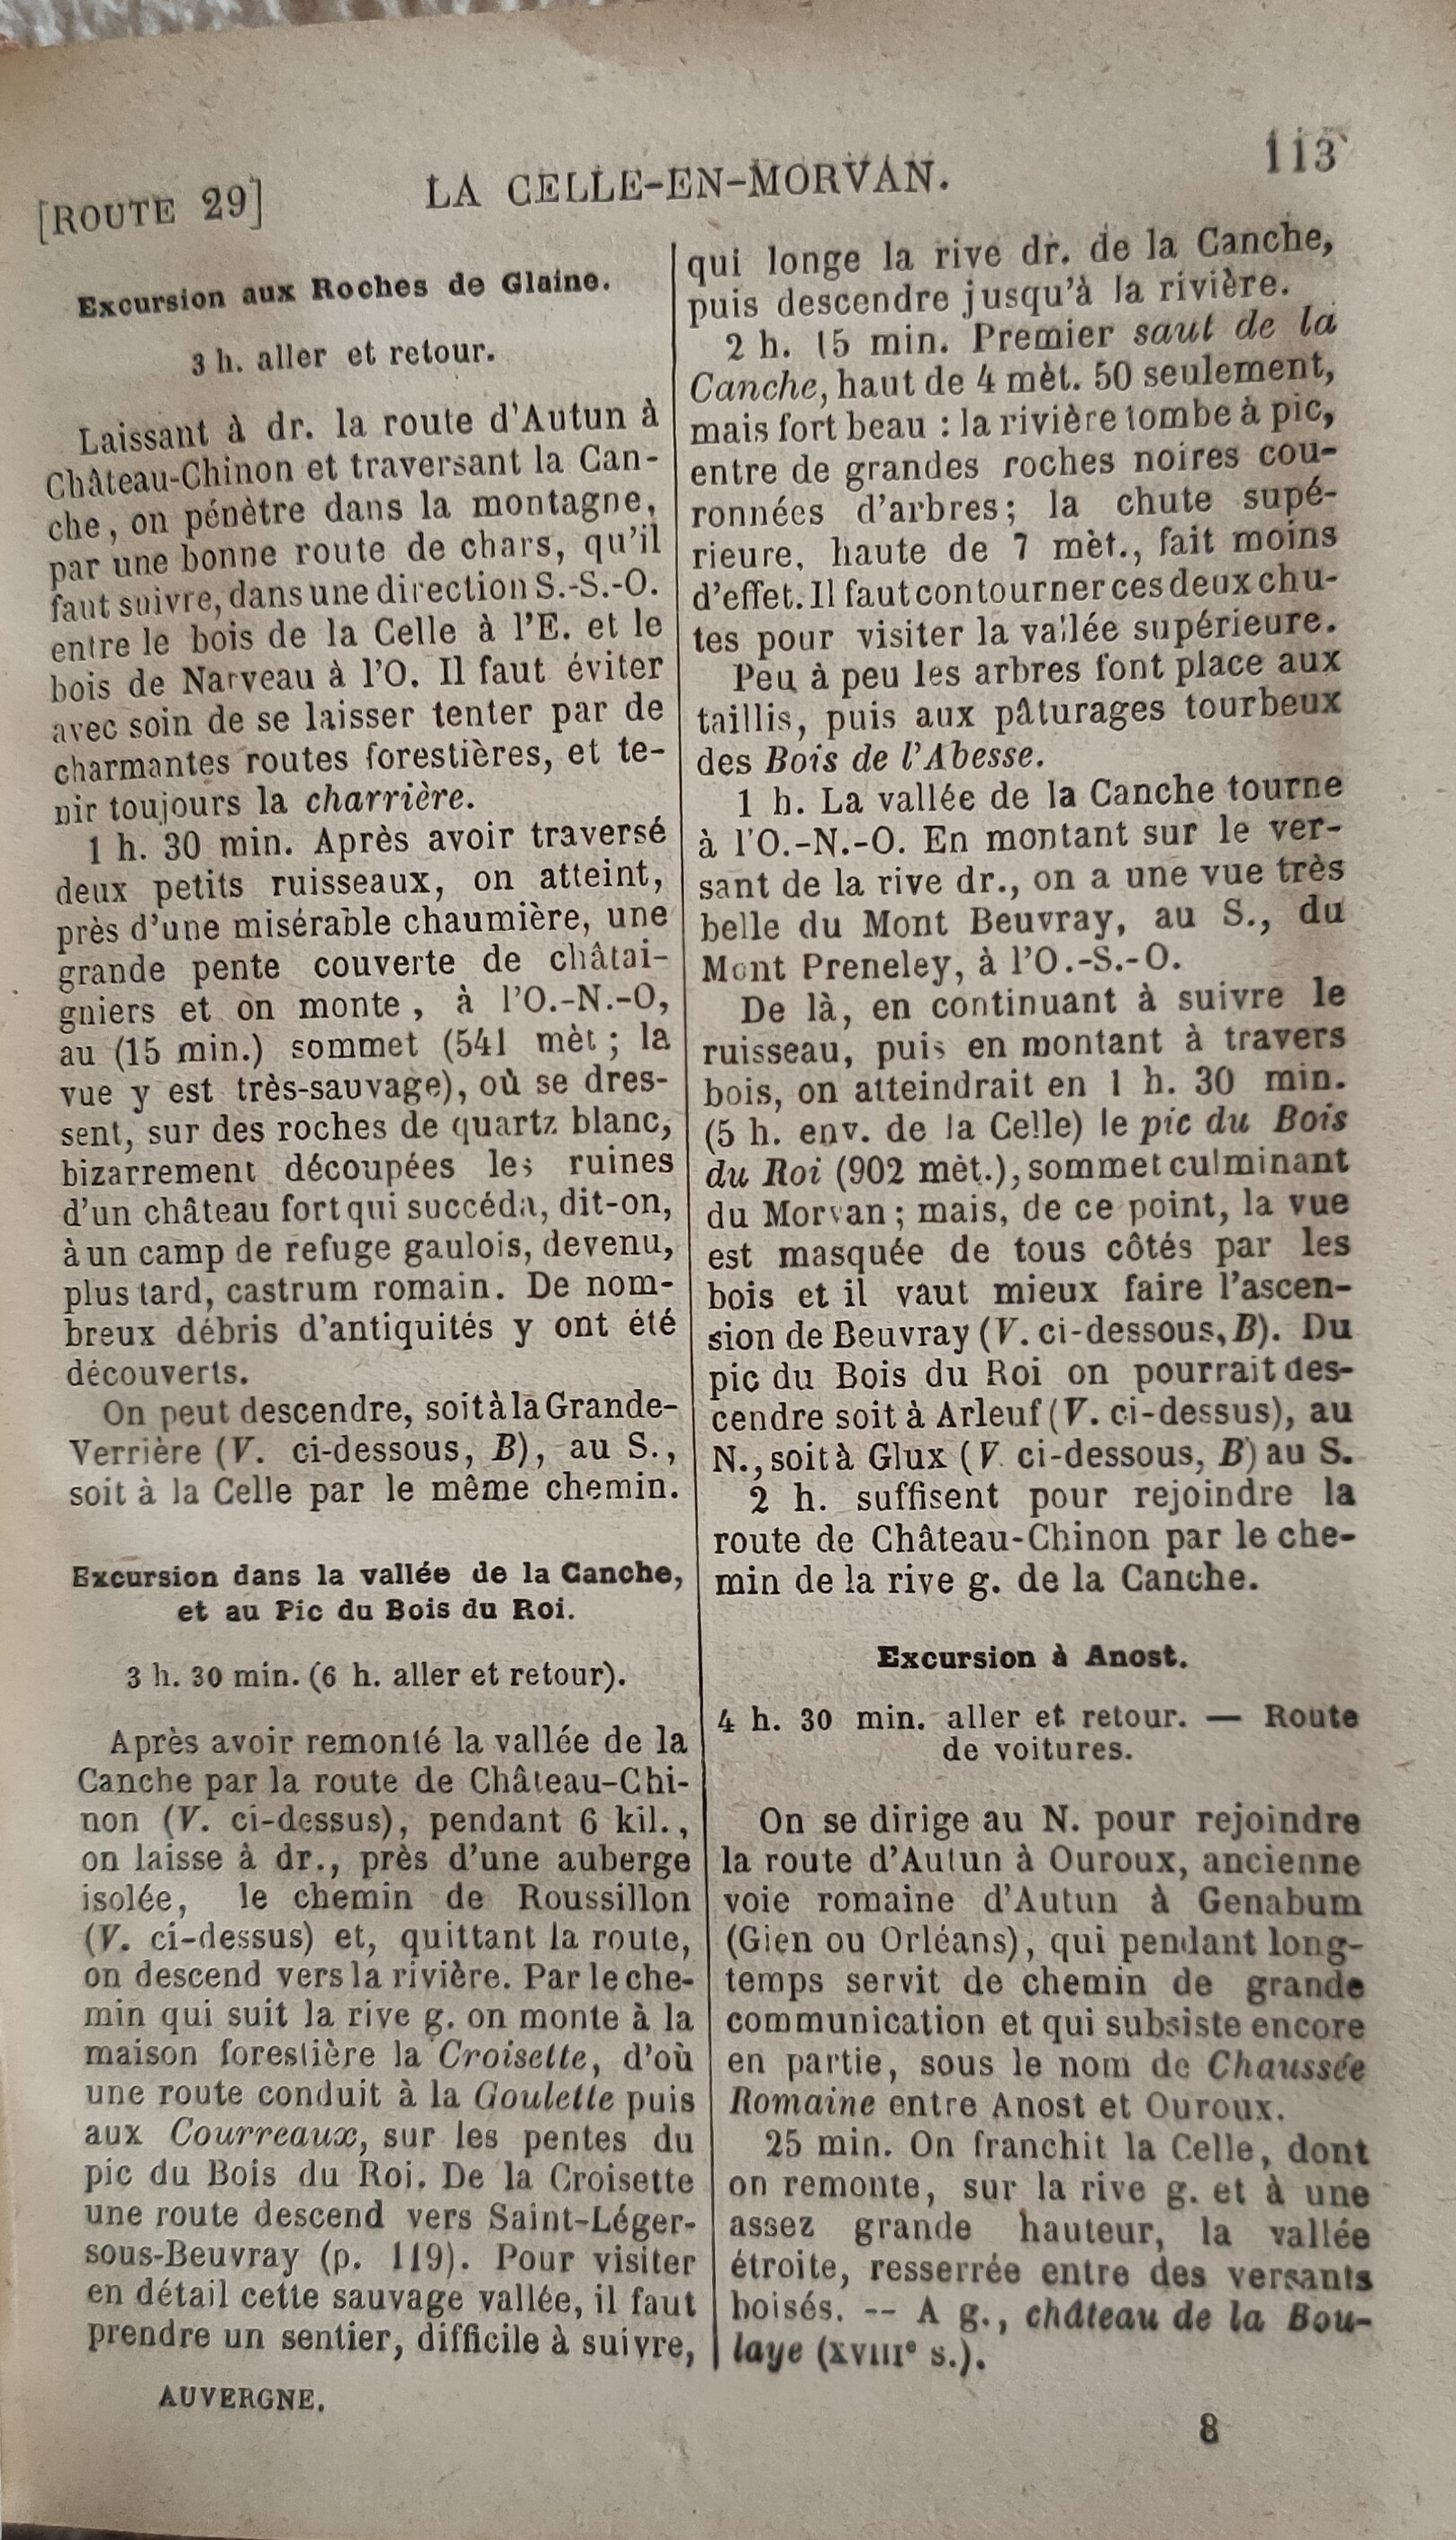 [ROUTE 29]
LA CELLE-EN-MORVAN.
113
Excursion aux Roches de Glaine.
3 h. aller et retour.
Laissant à dr. la route d'Autun à
Château-Chinon et traversant la Can-
che, on pénètre dans la montagne,
par une bonne route de chars, qu'il
faut suivre, dans une direction S.-S.-O.
entre le bois de la Celle à l'E. et le
bois de Narveau à l'O. Il faut éviter
avec soin de se laisser tenter par de
charmantes routes forestières, et te-
nir toujours la charrière.
1 h. 30 min. Après avoir traversé
deux petits ruisseaux, on atteint,
près d'une misérable chaumière, une
grande pente couverte de châtai-
gniers et on monte, à l'O.-N.-O,
au (15 min.) sommet (541 mèt; la
vue y est très-sauvage), où se dres-
sent, sur des roches de quartz blanc,
bizarrement découpées les ruines
d'un château fort qui succéda, dit-on,
à un camp de refuge gaulois, devenu,
plus tard, castrum romain. De nom-
breux débris d'antiquités y ont été
découverts.
On peut descendre, soit à la Grande-
Verrière (V. ci-dessous, B), au S.,
soit à la Celle par le même chemin.
Excursion dans la vallée de la Canche,
et au Pic du Bois du Roi.
3 h. 30 min. (6 h. aller et retour).
Après avoir remonté la vallée de la
Canche par la route de Château-Chi-
non (V. ci-dessus), pendant 6 kil.,
on laisse à dr., près d'une auberge
isolée, le chemin de Roussillon
(V. ci-dessus) et, quittant la route,
on descend vers la rivière. Par le che-
min qui suit la rive g. on monte à la
maison forestière la Croisette, d'où
une route conduit à la Goulette puis
aux Courreaux, sur les pentes du
pic du Bois du Roi. De la Croisette
une route descend vers Saint-Léger-
sous-Beuvray (p. 119). Pour visiter
en détail cette sauvage vallée, il faut
prendre un sentier, difficile à suivre,
AUVERGNE.
qui longe la rive dr. de la Canche,
puis descendre jusqu'à la rivière.
2 h. 15 min. Premier saut de la
Canche, haut de 4 mèt. 50 seulement,
mais fort beau : la rivière tombe à pic,
entre de grandes roches noires cou-
ronnées d'arbres; la chute supé-
rieure, haute de 7 mèt., fait moins
d'effet. Il faut contourner ces deux chu-
tes pour visiter la vallée supérieure.
Peu à peu les arbres font place aux
taillis, puis aux pâturages tourbeux
des Bois de l'Abesse.
1 h. La vallée de la Canche tourne
à l'O.-N.-O. En montant sur le ver-
sant de la rive dr., on a une vue très
belle du Mont Beuvray, au S., du
Mont Preneley, à l'O.-S.-O.
De là, en continuant à suivre le
ruisseau, puis en montant à travers
bois, on atteindrait en 1 h. 30 min.
(5 h. env. de la Celle) le pic du Bois
du Roi (902 mèt.), sommet culminant
du Morvan; mais, de ce point, la vue
est masquée de tous côtés par les
bois et il vaut mieux faire l'ascen-
sion de Beuvray (V. ci-dessous, B). Du
pic du Bois du Roi on pourrait des-
cendre soit à Arleuf (V. ci-dessus), au
N., soit à Glux (V ci-dessous, B) au S.
2 h. suffisent pour rejoindre la
route de Château-Chinon par le che-
min de la rive g. de la Canche.
Excursion à Anost.
4 h. 30 min. aller et retour. — Route
de voitures.
On se dirige au N. pour rejoindre
la route d'Autun à Ouroux, ancienne
voie romaine d'Autun à Genabum
(Gien ou Orléans), qui pendant long-
temps servit de chemin de grande
communication et qui subsiste encore
en partie, sous le nom de Chaussée
Romaine entre Anost et Ouroux.
25 min. On franchit la Celle, dont
on remonte, sur la rive g. et à une
assez grande hauteur, la vallée
étroite, resserrée entre des versants
boisés. -- A g., château de la Bou-
laye (XVIIIe s.).
8